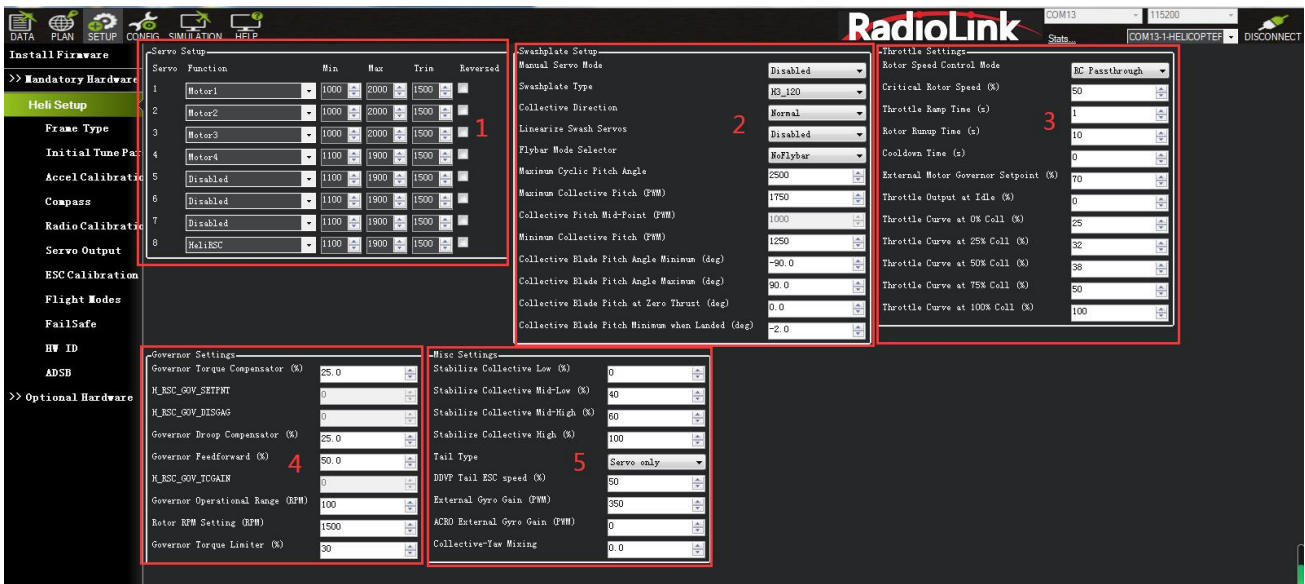 DATA PLAN SETUP CONFIG SIMULATION HELP
RadioLink
COM13 115200
Stats... COM13-1-HELICOPTEF DISCONNECT
Install Firmware
>> Mandatory Hardware
Heli Setup
Frame Type
Initial Tune Par
Accel Calibratio
Compass
Radio Calibratio
Servo Output
ESC Calibration
Flight Modes
FailSafe
HW ID
ADSB
>> Optional Hardware
Servo Setup
Servo Function Min Max Trim Reversed
1 Motor1 1000 2000 1500
2 Motor2 1000 2000 1500
3 Motor3 1000 2000 1500
4 Motor4 1100 1900 1500
5 Disabled 1100 1900 1500
6 Disabled 1100 1900 1500
7 Disabled 1100 1900 1500
8 HeliRSC 1100 1900 1500
1
Swashplate Setup
Manual Servo Mode Disabled
Swashplate Type H3_120
Collective Direction Normal
Linearize Swash Servos Disabled
Flybar Mode Selector NoFlybar
Maximum Cyclic Pitch Angle 2500
Maximum Collective Pitch (PWM) 1750
Collective Pitch Mid-Point (PWM) 1000
Minimum Collective Pitch (PWM) 1250
Collective Blade Pitch Angle Minimum (deg) -90.0
Collective Blade Pitch Angle Maximum (deg) 90.0
Collective Blade Pitch at Zero Thrust (deg) 0.0
Collective Blade Pitch Minimum when Landed (deg) -2.0
2
Throttle Settings
Rotor Speed Control Mode RC Passthrough
Critical Rotor Speed (%) 50
Throttle Ramp Time (s) 1
Rotor Runup Time (s) 10
Cooldown Time (s) 0
External Motor Governor Setpoint (%) 70
Throttle Output at Idle (%) 0
Throttle Curve at 0% Coll (%) 25
Throttle Curve at 25% Coll (%) 32
Throttle Curve at 50% Coll (%) 38
Throttle Curve at 75% Coll (%) 50
Throttle Curve at 100% Coll (%) 100
3
Governor Settings
Governor Torque Compensator (%) 25.0
H_RSC_GOV_SETPNT 0
H_RSC_GOV_DISGAG 0
Governor Droop Compensator (%) 25.0
Governor Feedforward (%) 50.0
H_RSC_GOV_TCGAIN 0
Governor Operational Range (RPM) 100
Rotor RPM Setting (RPM) 1500
Governor Torque Limiter (%) 30
4
Misc Settings
Stabilize Collective Low (%) 0
Stabilize Collective Mid-Low (%) 40
Stabilize Collective Mid-High (%) 60
Stabilize Collective High (%) 100
Tail Type Servo only
DDVP Tail ESC speed (%) 50
External Gyro Gain (PWM) 350
ACRO External Gyro Gain (PWM) 0
Collective-Yaw Mixing 0.0
5